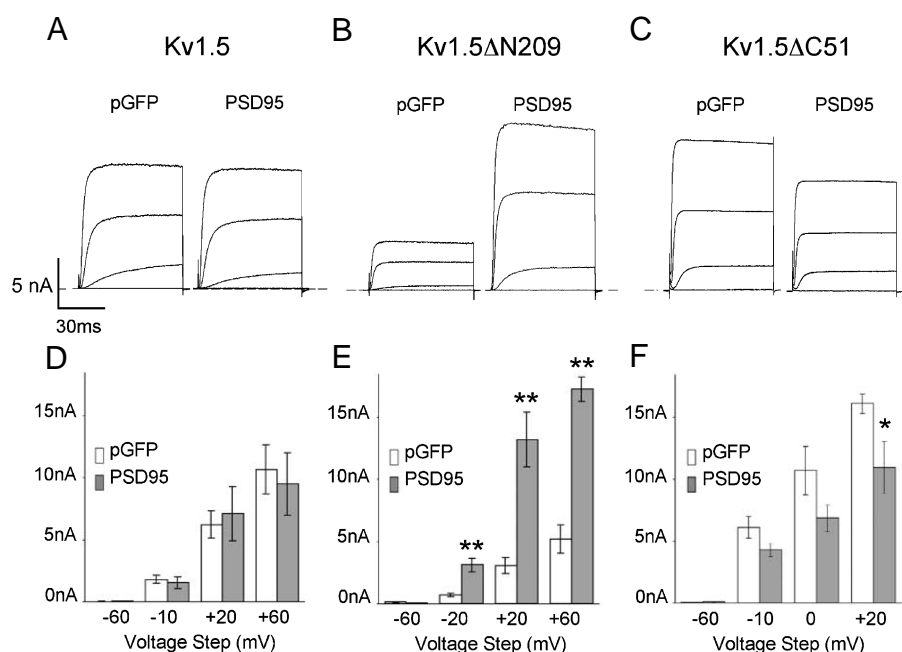 A B C
Kv1.5 Kv1.5ΔN209 Kv1.5ΔC51
pGFP PSD95 pGFP PSD95 pGFP PSD95
5 nA
30ms
D E F
15nA
10nA
5nA
0nA
pGFP
PSD95
-60 -10 +20 +60
Voltage Step (mV)
15nA
10nA
5nA
0nA
pGFP
PSD95
** ** **
-60 -20 +20 +60
Voltage Step (mV)
15nA
10nA
5nA
0nA
pGFP
PSD95
*
-60 -10 0 +20
Voltage Step (mV)